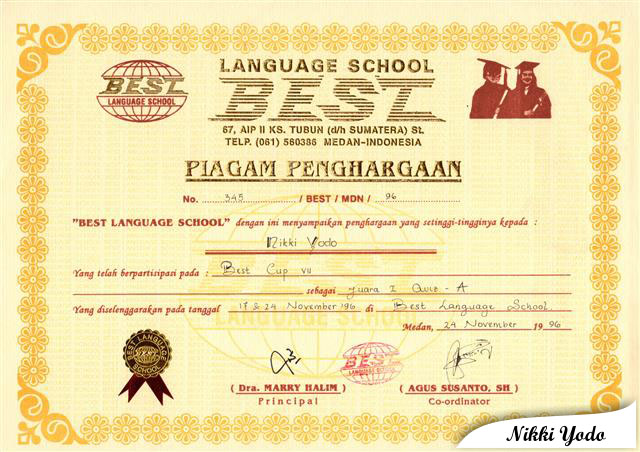 BEST
LANGUAGE SCHOOL
LANGUAGE SCHOOL
BEST
67, AIP II KS. TUBUN (d/h SUMATERA) St.
TELP. (061) 560386 MEDAN-INDONESIA
PIAGAM PENGHARGAAN
No. 345 / BEST / MDN / 96
"BEST LANGUAGE SCHOOL" dengan ini menyampaikan penghargaan yang setinggi-tingginya kepada :
Nikki Yodo
Yang telah berpartisipasi pada : Best Cup VII
sebagai Juara I Quiz - A
Yang diselenggarakan pada tanggal 17 & 24 November '96 di Best Language School.
Medan, 24 November 1996
BEST LANGUAGE
BEST
SCHOOL
BEST
LANGUAGE SCHOOL
BEST
LANGUAGE SCHOOL
( Dra. MARRY HALIM ) ( AGUS SUSANTO, SH )
Principal Co-ordinator
Nikki Yodo